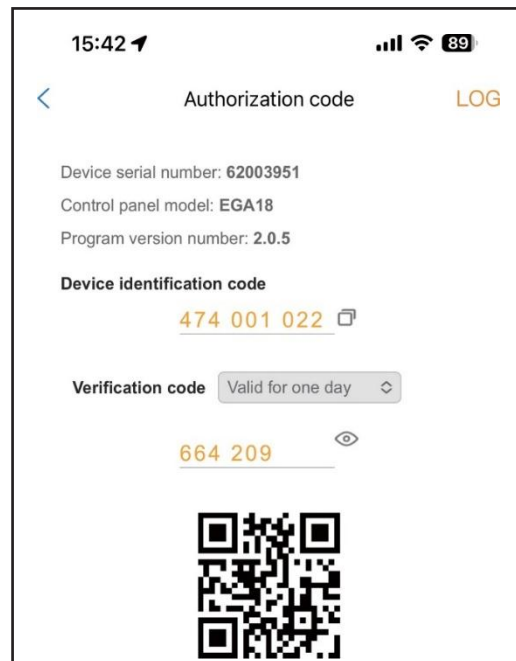 15:42
89
Authorization code
LOG
Device serial number: 62003951
Control panel model: EGA18
Program version number: 2.0.5
Device identification code
474 001 022
Verification code Valid for one day
664 209